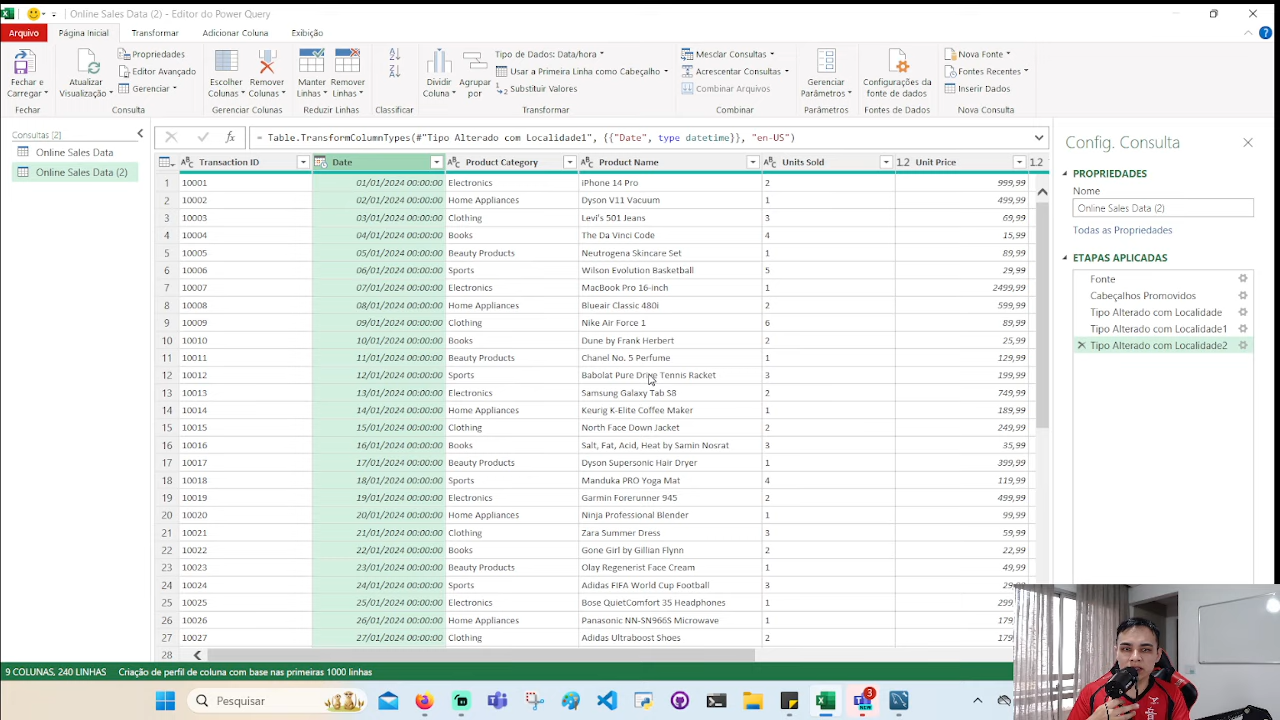 Online Sales Data (2) - Editor do Power Query
Arquivo Página Inicial Transformar Adicionar Coluna Exibição
Fechar e Carregar
Fechar
Atualizar Visualização
Propriedades
Editor Avançado
Gerenciar
Consulta
Escolher Colunas
Remover Colunas
Gerenciar Colunas
Manter Linhas
Remover Linhas
Reduzir Linhas
Classificar
Dividir Coluna
Agrupar por
Tipo de Dados: Data/hora
Usar a Primeira Linha como Cabeçalho
Substituir Valores
Transformar
Mesclar Consultas
Acrescentar Consultas
Combinar Arquivos
Combinar
Gerenciar Parâmetros
Parâmetros
Configurações da fonte de dados
Fontes de Dados
Nova Fonte
Fontes Recentes
Inserir Dados
Nova Consulta
Consultas [2]
Online Sales Data
Online Sales Data (2)
fx = Table.TransformColumnTypes(#"Tipo Alterado com Localidade1", {{"Date", type datetime}}, "en-US")
Transaction ID Date Product Category Product Name Units Sold 1.2 Unit Price 1.2
1 10001 01/01/2024 00:00:00 Electronics iPhone 14 Pro 2 999,99
2 10002 02/01/2024 00:00:00 Home Appliances Dyson V11 Vacuum 1 499,99
3 10003 03/01/2024 00:00:00 Clothing Levi's 501 Jeans 3 69,99
4 10004 04/01/2024 00:00:00 Books The Da Vinci Code 4 15,99
5 10005 05/01/2024 00:00:00 Beauty Products Neutrogena Skincare Set 1 89,99
6 10006 06/01/2024 00:00:00 Sports Wilson Evolution Basketball 5 29,99
7 10007 07/01/2024 00:00:00 Electronics MacBook Pro 16-inch 1 2499,99
8 10008 08/01/2024 00:00:00 Home Appliances Blueair Classic 480i 2 599,99
9 10009 09/01/2024 00:00:00 Clothing Nike Air Force 1 6 89,99
10 10010 10/01/2024 00:00:00 Books Dune by Frank Herbert 2 25,99
11 10011 11/01/2024 00:00:00 Beauty Products Chanel No. 5 Perfume 1 129,99
12 10012 12/01/2024 00:00:00 Sports Babolat Pure Drive Tennis Racket 3 199,99
13 10013 13/01/2024 00:00:00 Electronics Samsung Galaxy Tab S8 2 749,99
14 10014 14/01/2024 00:00:00 Home Appliances Keurig K-Elite Coffee Maker 1 189,99
15 10015 15/01/2024 00:00:00 Clothing North Face Down Jacket 2 249,99
16 10016 16/01/2024 00:00:00 Books Salt, Fat, Acid, Heat by Samin Nosrat 3 35,99
17 10017 17/01/2024 00:00:00 Beauty Products Dyson Supersonic Hair Dryer 1 399,99
18 10018 18/01/2024 00:00:00 Sports Manduka PRO Yoga Mat 4 119,99
19 10019 19/01/2024 00:00:00 Electronics Garmin Forerunner 945 2 499,99
20 10020 20/01/2024 00:00:00 Home Appliances Ninja Professional Blender 1 99,99
21 10021 21/01/2024 00:00:00 Clothing Zara Summer Dress 3 59,99
22 10022 22/01/2024 00:00:00 Books Gone Girl by Gillian Flynn 2 22,99
23 10023 23/01/2024 00:00:00 Beauty Products Olay Regenerist Face Cream 1 49,99
24 10024 24/01/2024 00:00:00 Sports Adidas FIFA World Cup Football 3 29
25 10025 25/01/2024 00:00:00 Electronics Bose QuietComfort 35 Headphones 1 299
26 10026 26/01/2024 00:00:00 Home Appliances Panasonic NN-SN966S Microwave 1 179
27 10027 27/01/2024 00:00:00 Clothing Adidas Ultraboost Shoes 2 179
28
Config. Consulta
PROPRIEDADES
Nome
Online Sales Data (2)
Todas as Propriedades
ETAPAS APLICADAS
Fonte
Cabeçalhos Promovidos
Tipo Alterado com Localidade
Tipo Alterado com Localidade1
Tipo Alterado com Localidade2
9 COLUNAS, 240 LINHAS Criação de perfil de coluna com base nas primeiras 1000 linhas
Pesquisar
3
NEW